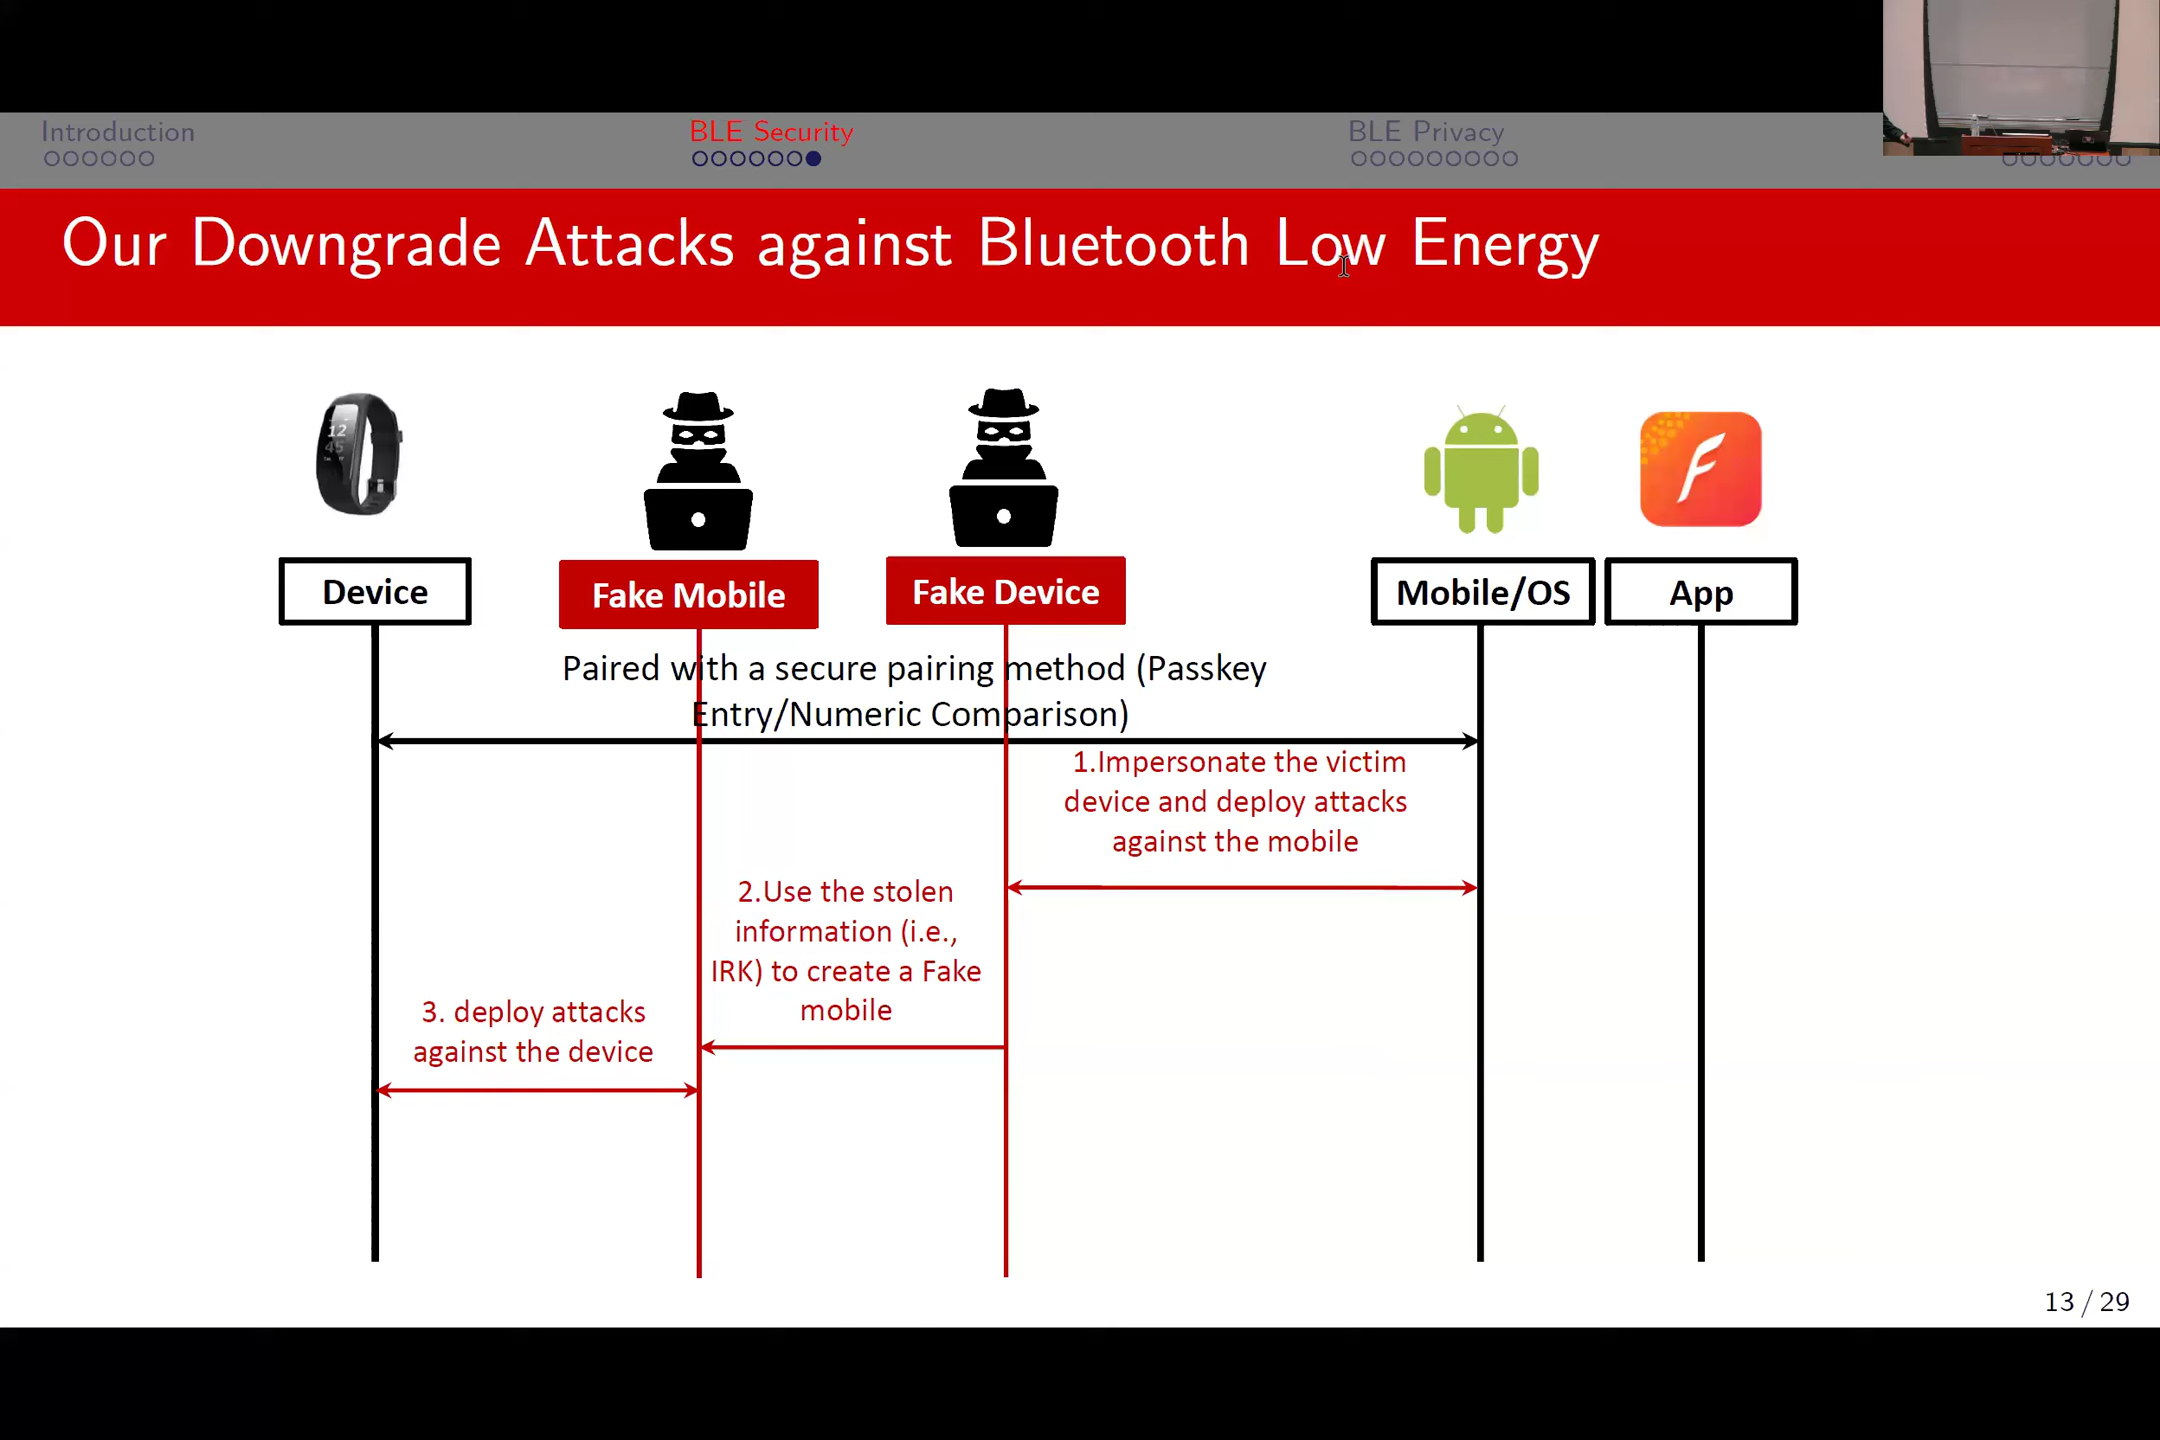 Introduction
BLE Security
BLE Privacy
Our Downgrade Attacks against Bluetooth Low Energy
12
45
F
Device
Fake Mobile
Fake Device
Mobile/OS
App
Paired with a secure pairing method (Passkey
Entry/Numeric Comparison)
1.Impersonate the victim
device and deploy attacks
against the mobile
2.Use the stolen
information (i.e.,
IRK) to create a Fake
mobile
3. deploy attacks
against the device
13 / 29